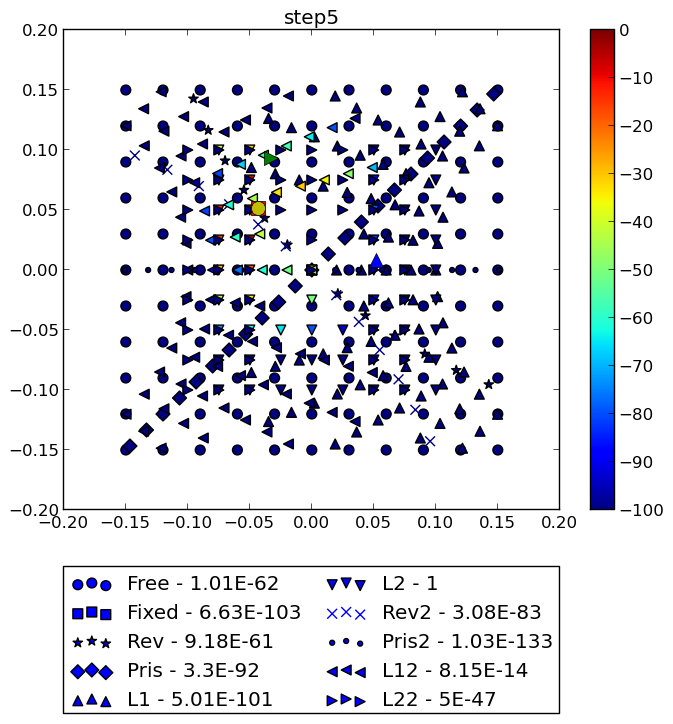 step5
0.20
0.15
0.10
0.05
0.00
−0.05
−0.10
−0.15
−0.20
−0.20 −0.15 −0.10 −0.05 0.00 0.05 0.10 0.15 0.20
0
−10
−20
−30
−40
−50
−60
−70
−80
−90
−100
Free - 1.01E-62
Fixed - 6.63E-103
Rev - 9.18E-61
Pris - 3.3E-92
L1 - 5.01E-101
L2 - 1
Rev2 - 3.08E-83
Pris2 - 1.03E-133
L12 - 8.15E-14
L22 - 5E-47